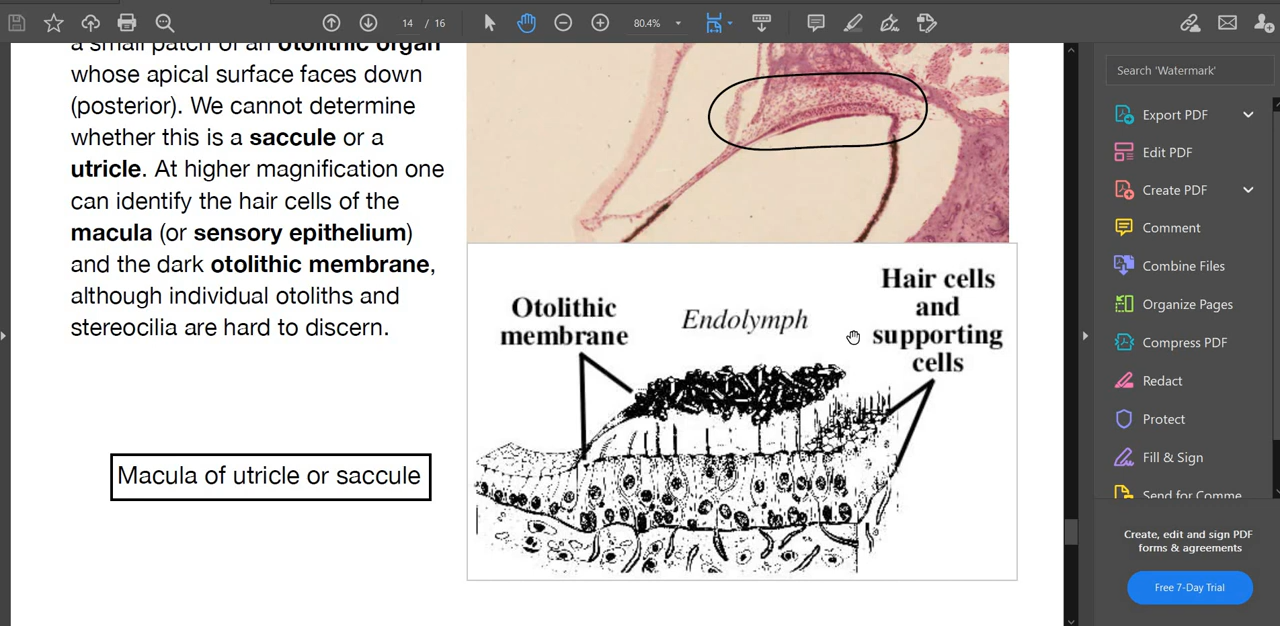 14 / 16
80.4%
a small patch of an otolithic organ
whose apical surface faces down
(posterior). We cannot determine
whether this is a saccule or a
utricle. At higher magnification one
can identify the hair cells of the
macula (or sensory epithelium)
and the dark otolithic membrane,
although individual otoliths and
stereocilia are hard to discern.
Macula of utricle or saccule
Otolithic
membrane
Endolymph
Hair cells
and
supporting
cells
Search 'Watermark'
Export PDF
Edit PDF
Create PDF
Comment
Combine Files
Organize Pages
Compress PDF
Redact
Protect
Fill & Sign
Send for Comme
Create, edit and sign PDF
forms & agreements
Free 7-Day Trial